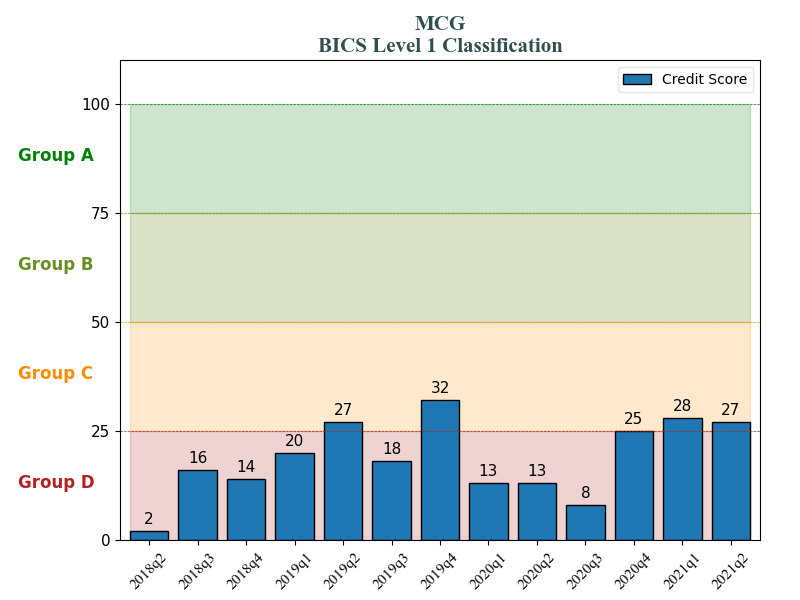 MCG
BICS Level 1 Classification
Credit Score
100
Group A
75
Group B
50
Group C
32
28
27
27
25
25
20
18
16
14
13
13
Group D
8
2
0
2018q2 2018q3 2018q4 2019q1 2019q2 2019q3 2019q4 2020q1 2020q2 2020q3 2020q4 2021q1 2021q2